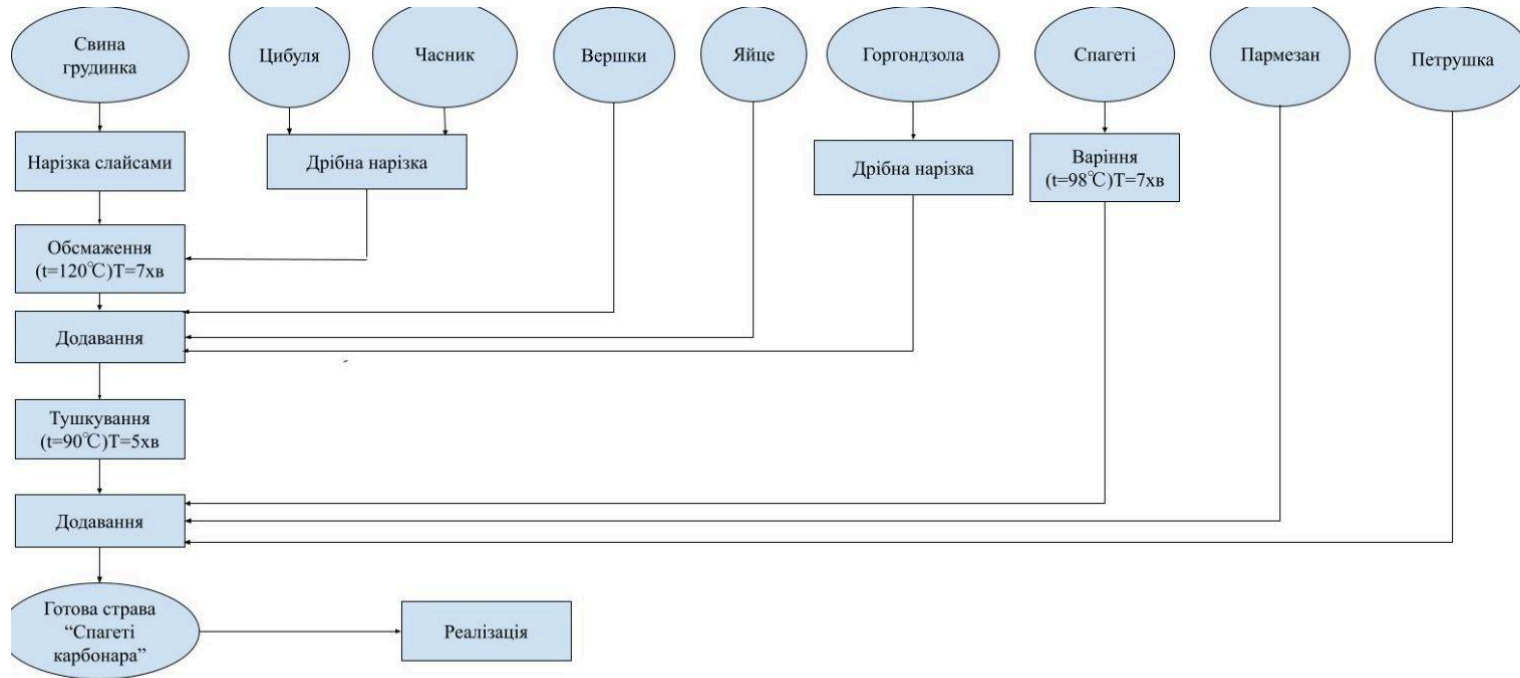 Свина
грудинка
Цибуля
Часник
Вершки
Яйце
Горгондзола
Спагеті
Пармезан
Петрушка
Нарізка слайсами
Дрібна нарізка
Дрібна нарізка
Варіння
(t=98℃)T=7хв
Обсмаження
(t=120℃)T=7хв
Додавання
Тушкування
(t=90℃)T=5хв
Додавання
Готова страва
“Спагеті
карбонара”
Реалізація